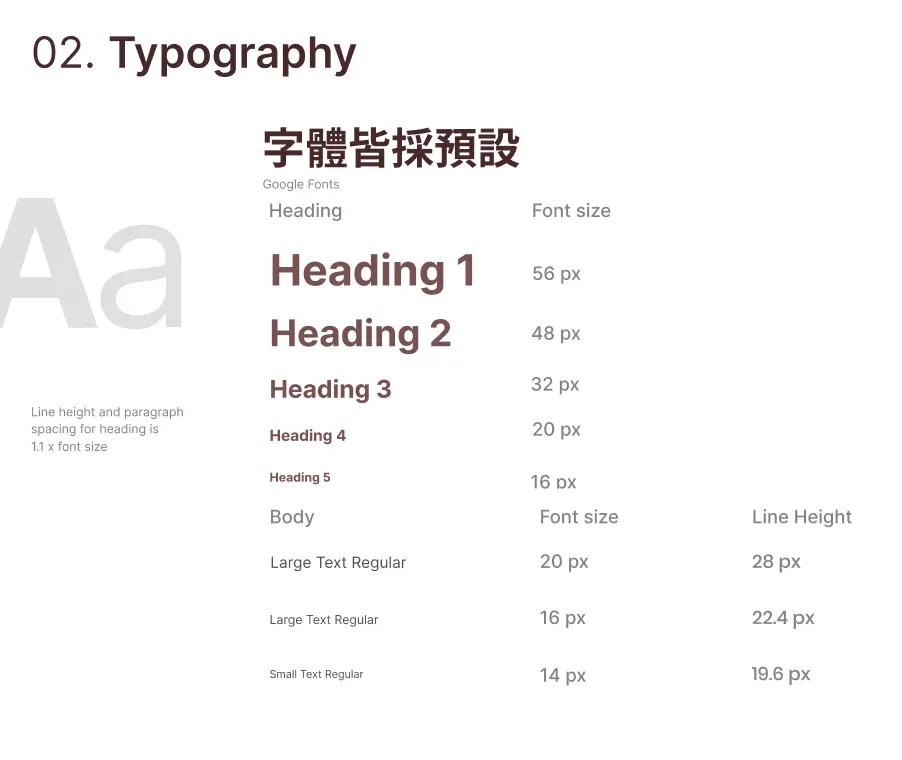 02. Typography
字體皆採預設
Google Fonts
Heading Font size
Aa
Heading 1 56 px
Heading 2 48 px
Heading 3 32 px
Line height and paragraph
spacing for heading is
1.1 x font size
Heading 4 20 px
Heading 5 16 px
Body Font size Line Height
Large Text Regular 20 px 28 px
Large Text Regular 16 px 22.4 px
Small Text Regular 14 px 19.6 px